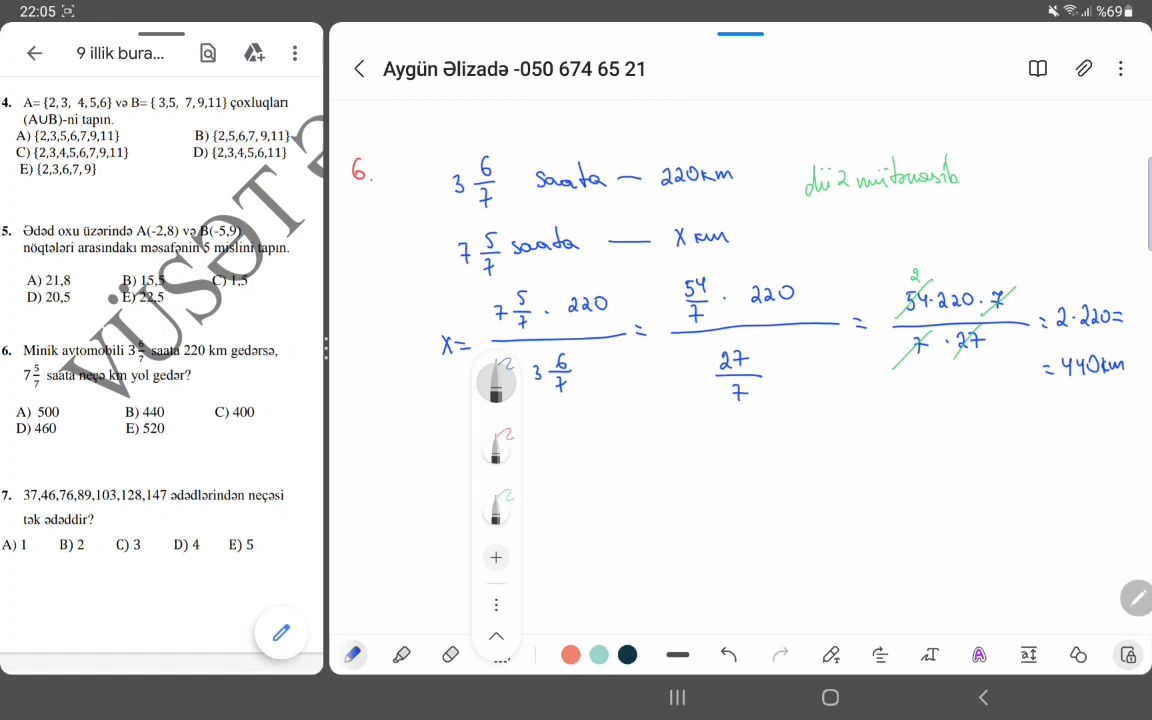 22:05 %69
9 illik bura...
4. A= {2,3, 4,5,6} və B= { 3,5, 7,9,11} çoxluqları
(AUB)-ni tapın.
A) {2,3,5,6,7,9,11} B) {2,5,6,7, 9,11}
C) {2,3,4,5,6,7,9,11} D) {2,3,4,5,6,11}
E) {2,3,6,7, 9}
5. Ədəd oxu üzərində A(-2,8) və B(-5,9)
nöqtələri arasındakı məsafənin 5 mislini tapın.
A) 21,8 B) 15,5 C) 1,5
D) 20,5 E) 22,5
6. Minik avtomobili 3 6/7 saata 220 km gedərsə,
7 5/7 saata neçə km yol gedər?
A) 500 B) 440 C) 400
D) 460 E) 520
7. 37,46,76,89,103,128,147 ədədlərindən neçəsi
tək ədəddir?
A) 1 B) 2 C) 3 D) 4 E) 5
VÜSƏT Ə
Aygün Əlizadə -050 674 65 21
6. 3 6/7 saata — 220 km düz mütənasib
7 5/7 saata — x km
x= 7 5/7 · 220 / 3 6/7 = 54/7 · 220 / 27/7 = 2 54·220·7 / 7·27 = 2·220=
= 440 km